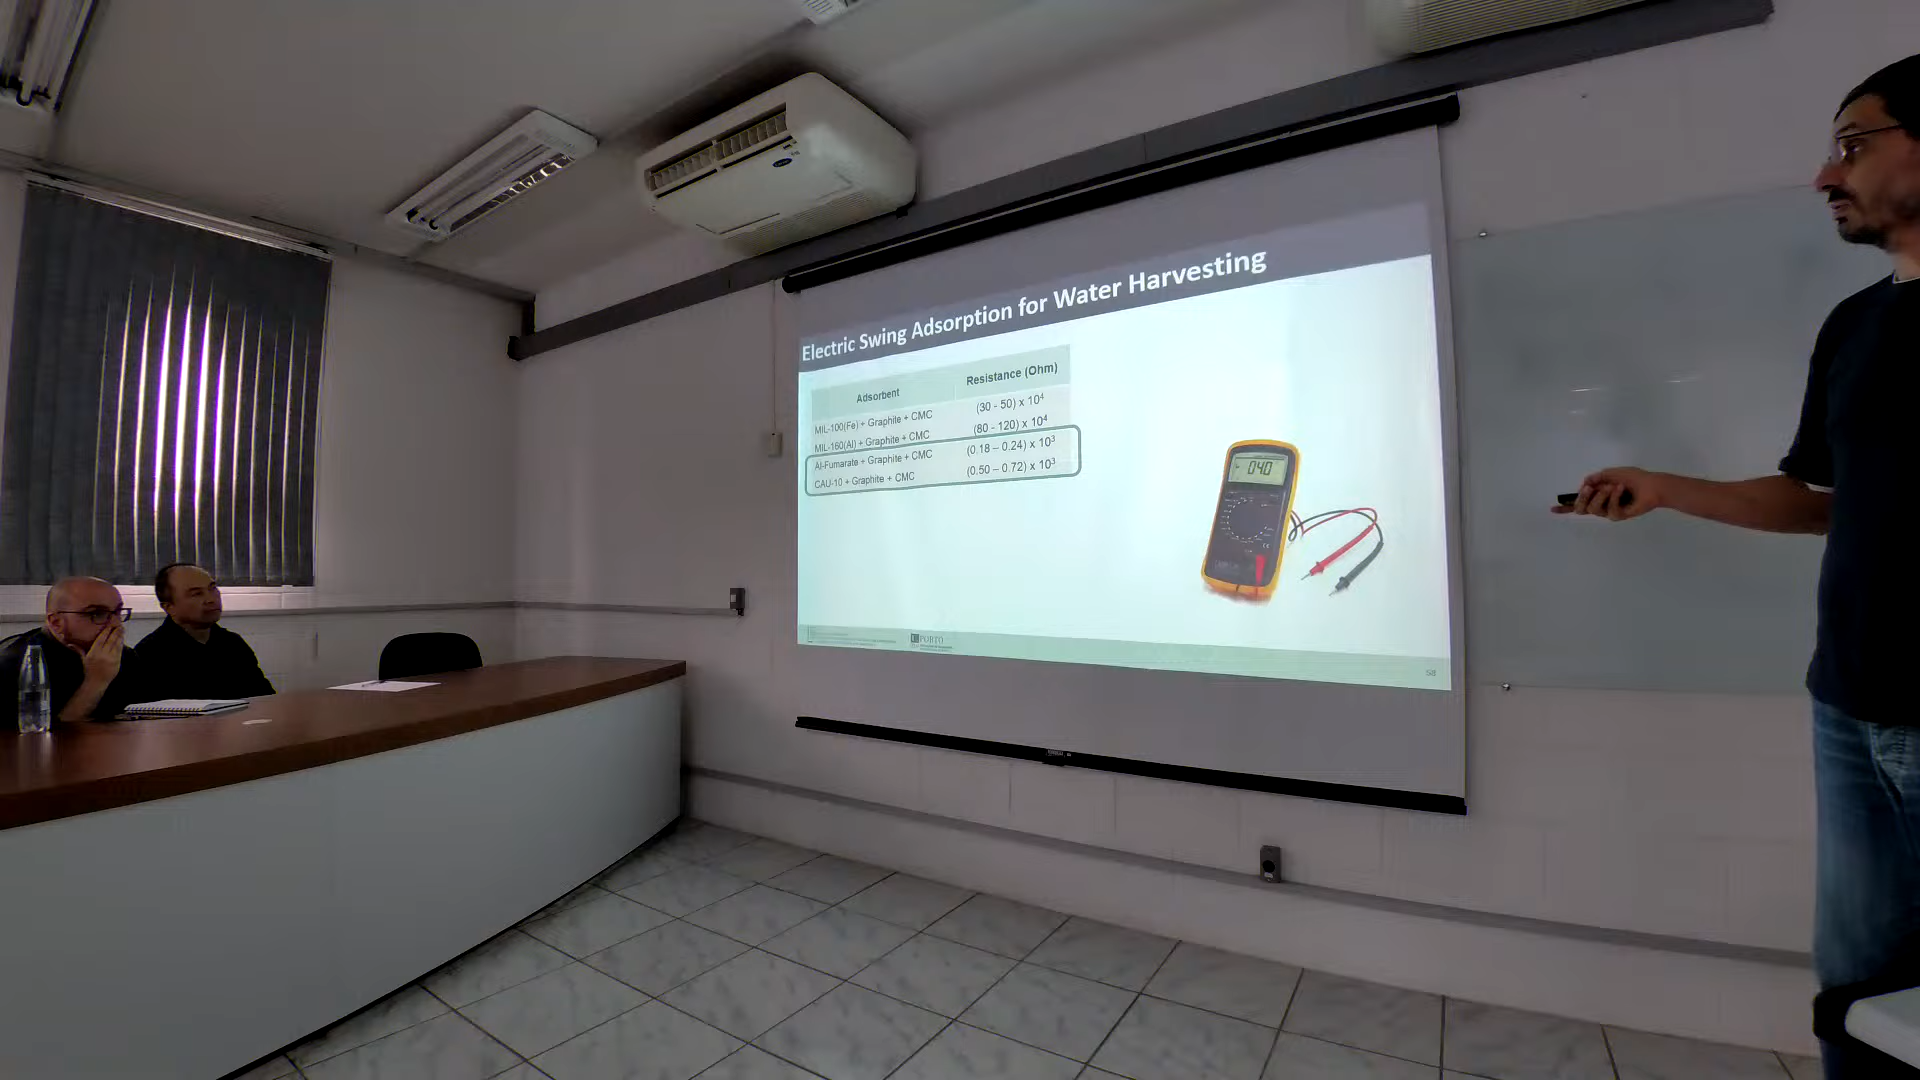 Electric Swing Adsorption for Water Harvesting
Adsorbent Resistance (Ohm)
MIL-100(Fe) + Graphite + CMC (30 - 50) x 10⁴
MIL-160(Al) + Graphite + CMC (80 - 120) x 10⁴
Al-Fumarate + Graphite + CMC (0.18 – 0.24) x 10³
CAU-10 + Graphite + CMC (0.50 – 0.72) x 10³
040
PORTO
58